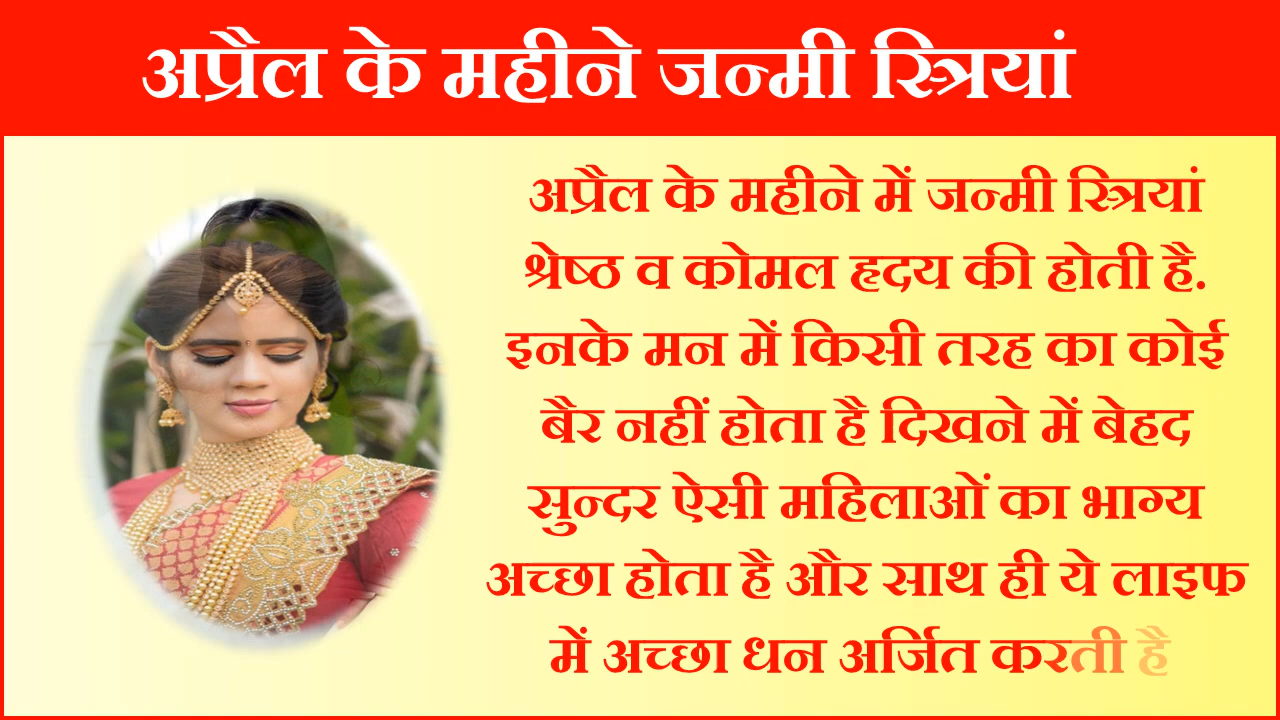 अप्रैल के महीने जन्मी स्त्रियां
अप्रैल के महीने में जन्मी स्त्रियां
श्रेष्ठ व कोमल हृदय की होती है.
इनके मन में किसी तरह का कोई
बैर नहीं होता है दिखने में बेहद
सुन्दर ऐसी महिलाओं का भाग्य
अच्छा होता है और साथ ही ये लाइफ
में अच्छा धन अर्जित करती है